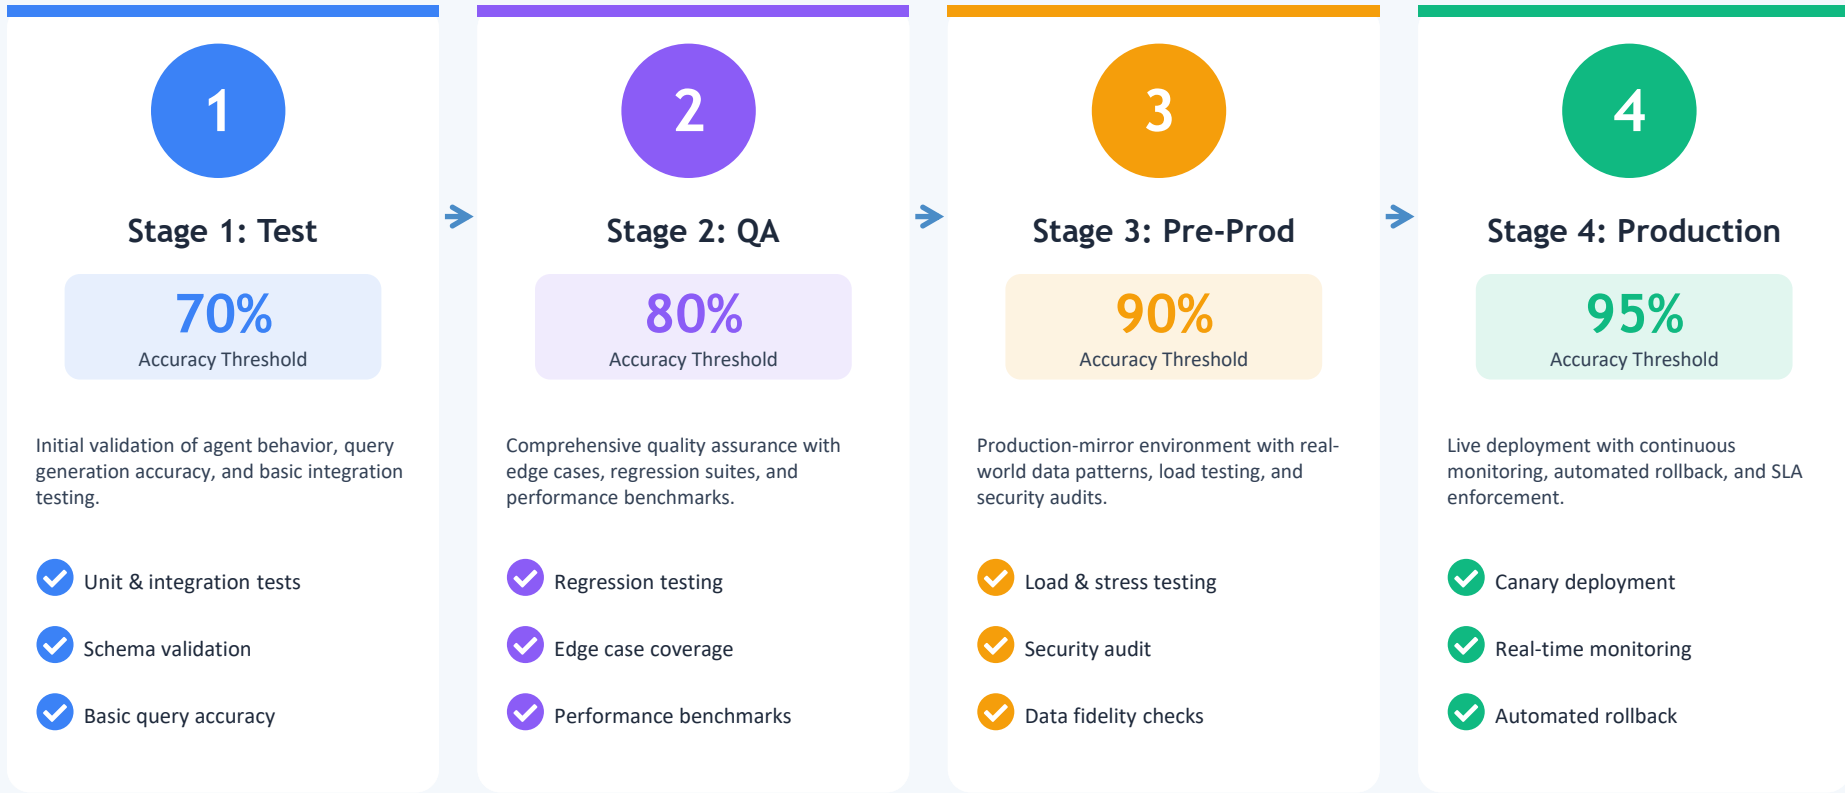 1
Stage 1: Test
70%
Accuracy Threshold
Initial validation of agent behavior, query
generation accuracy, and basic integration
testing.
Unit & integration tests
Schema validation
Basic query accuracy
2
Stage 2: QA
80%
Accuracy Threshold
Comprehensive quality assurance with
edge cases, regression suites, and
performance benchmarks.
Regression testing
Edge case coverage
Performance benchmarks
3
Stage 3: Pre-Prod
90%
Accuracy Threshold
Production-mirror environment with real-
world data patterns, load testing, and
security audits.
Load & stress testing
Security audit
Data fidelity checks
4
Stage 4: Production
95%
Accuracy Threshold
Live deployment with continuous
monitoring, automated rollback, and SLA
enforcement.
Canary deployment
Real-time monitoring
Automated rollback